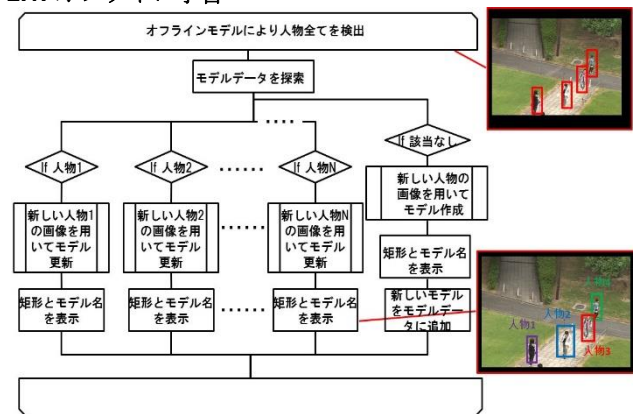 オフラインモデルにより人物全てを検出
モデルデータを探索
‥‥
If 人物1
If 人物2
‥‥‥
If 人物N
If 該当なし
新しい人物1
の画像を用
いてモデル
更新
新しい人物2
の画像を用
いてモデル
更新
‥‥‥
新しい人物N
の画像を用
いてモデル
更新
新しい人物の
画像を用いて
モデル作成
矩形とモデル名
を表示
矩形とモデル名
を表示
‥‥‥
矩形とモデル名
を表示
矩形とモデル名
を表示
新しいモデル
をモデルデー
タに追加
人物1
人物2
人物3